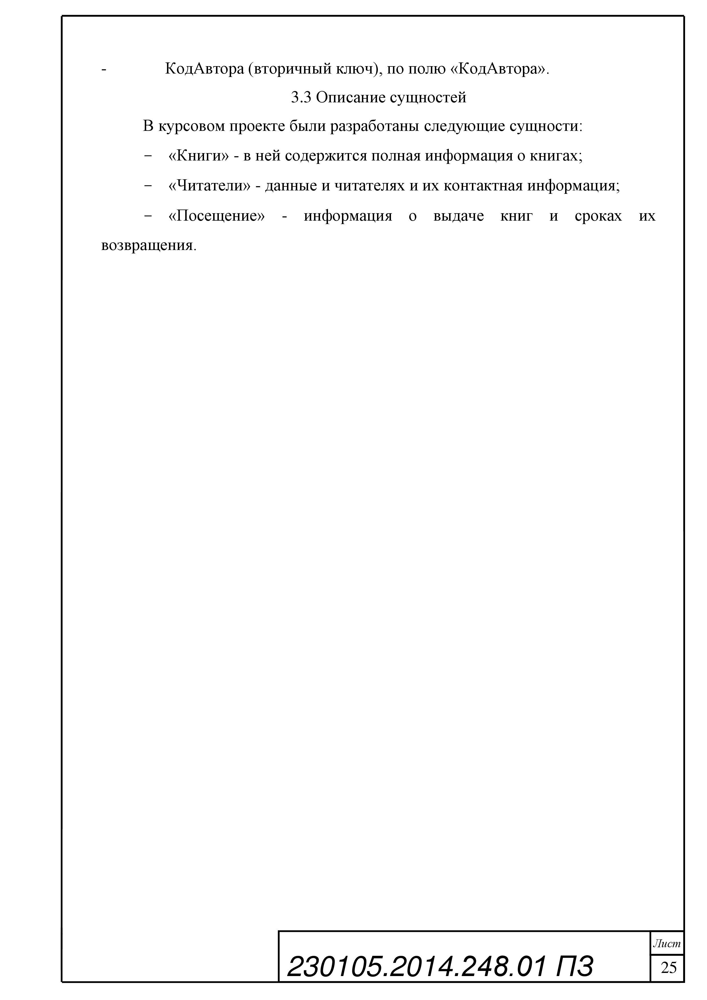 - КодАвтора (вторичный ключ), по полю «КодАвтора».
3.3 Описание сущностей
В курсовом проекте были разработаны следующие сущности:
− «Книги» - в ней содержится полная информация о книгах;
− «Читатели» - данные и читателях и их контактная информация;
− «Посещение» - информация о выдаче книг и сроках их
возвращения.
Лист
230105.2014.248.01 ПЗ
25